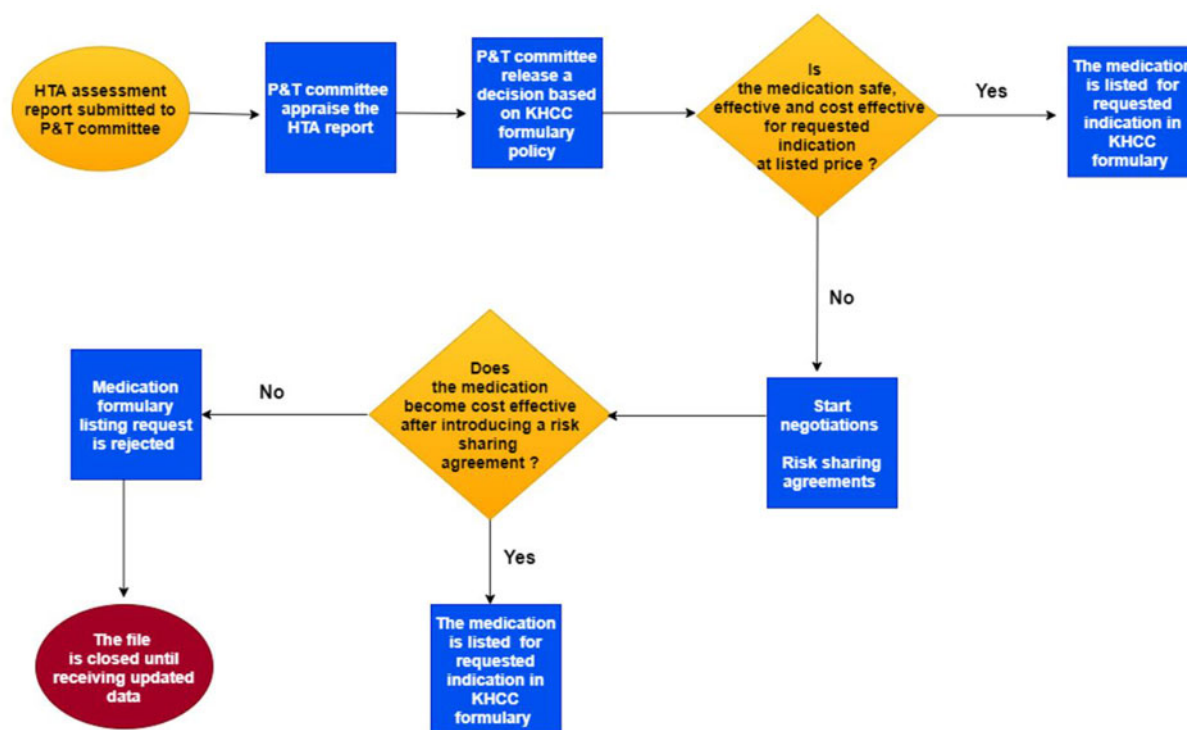 HTA assessment
report submitted to
P&T committee
P&T committee
appraise the
HTA report
P&T committee
release a
decision based
on KHCC
formulary
policy
Is
the medication safe,
effective and cost effective
for requested
indication
at listed price ?
Yes
The medication
is listed for
requested
indication in
KHCC
formulary
No
Start
negotiations
Risk sharing
agreements
Does
the medication
become cost effective
after introducing a risk
sharing
agreement ?
No
Medication
formulary
listing request
is rejected
The file
is closed until
receiving updated
data
Yes
The medication
is listed for
requested
indication in
KHCC
formulary